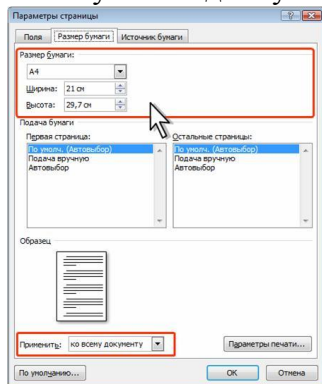 Параметры страницы
Поля Размер бумаги Источник бумаги
Размер бумаги:
A4
Ширина: 21 см
Высота: 29,7 см
Подача бумаги
Первая страница: Остальные страницы:
По умолч. (Автовыбор) По умолч. (Автовыбор)
Подача вручную Подача вручную
Автовыбор Автовыбор
Образец
Применить: ко всему документу Параметры печати...
По умолчанию... ОК Отмена